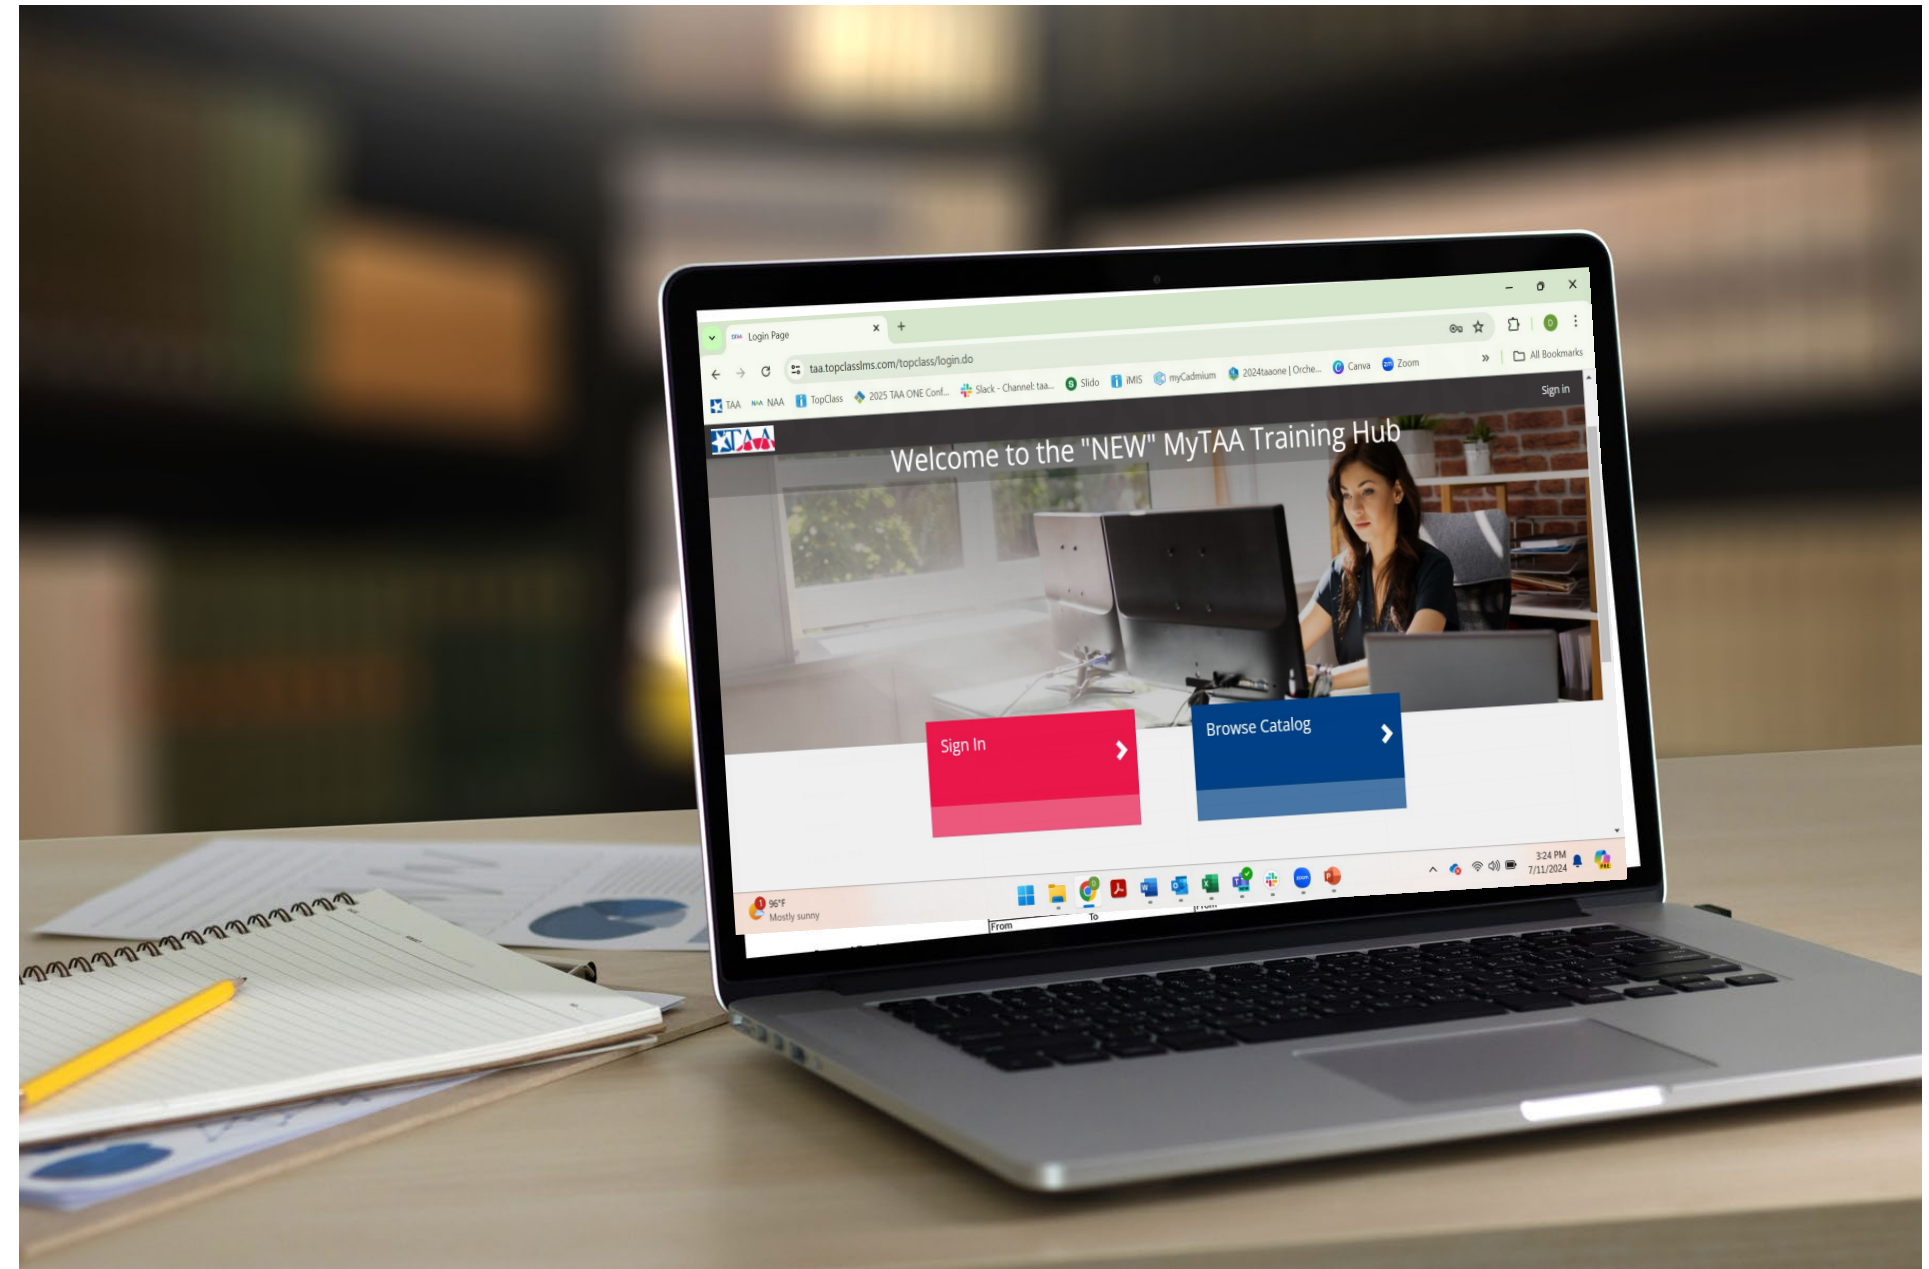 Login Page
taa.topclasslms.com/topclass/login.do
TAA NAA TopClass 2025 TAA ONE Conf... Slack - Channel: taa... Slido iMIS myCadmium 2024taaone | Orche... Canva Zoom » All Bookmarks
Sign in
TAA
Welcome to the "NEW" MyTAA Training Hub
Sign In
Browse Catalog
96°F
Mostly sunny
3:24 PM
7/11/2024
From To From